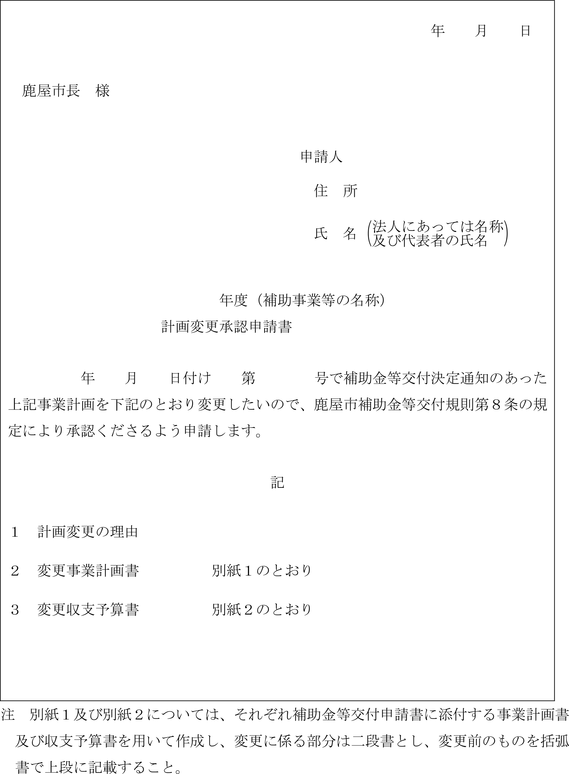 年　　月　　日
鹿屋市長　様
申請人
住　所
氏　名（法人にあっては名称
及び代表者の氏名）
年度（補助事業等の名称）
計画変更承認申請書
年　　月　　日付け　　第　　　　号で補助金等交付決定通知のあった
上記事業計画を下記のとおり変更したいので、鹿屋市補助金等交付規則第８条の規
定により承認くださるよう申請します。
記
１　計画変更の理由
２　変更事業計画書　　　　　別紙１のとおり
３　変更収支予算書　　　　　別紙２のとおり
注　別紙１及び別紙２については、それぞれ補助金等交付申請書に添付する事業計画書
及び収支予算書を用いて作成し、変更に係る部分は二段書とし、変更前のものを括弧
書で上段に記載すること。